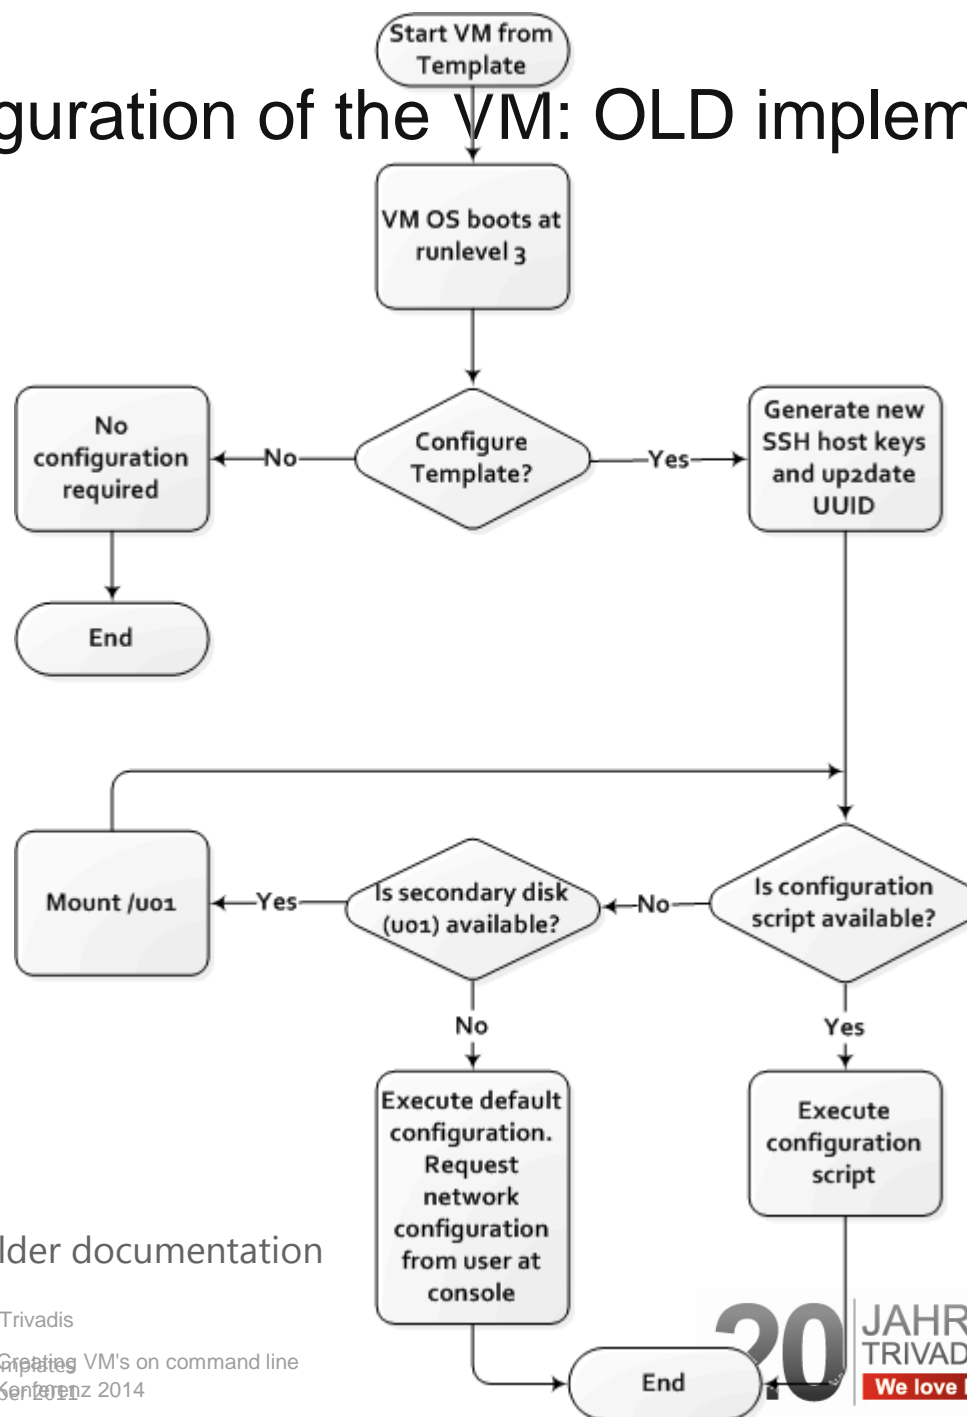 Start VM from
Template
guration of the VM: OLD implem
VM OS boots at
runlevel 3
No
configuration
required
No
Configure
Template?
Yes
Generate new
SSH host keys
and up2date
UUID
End
Mount /u01
Yes
Is secondary disk
(u01) available?
No
Is configuration
script available?
No
Yes
Execute default
configuration.
Request
network
configuration
from user at
console
Execute
configuration
script
lder documentation
Trivadis
Creating VM's on command line
Konferenz 2014
End
20 JAHR
TRIVAD
We love